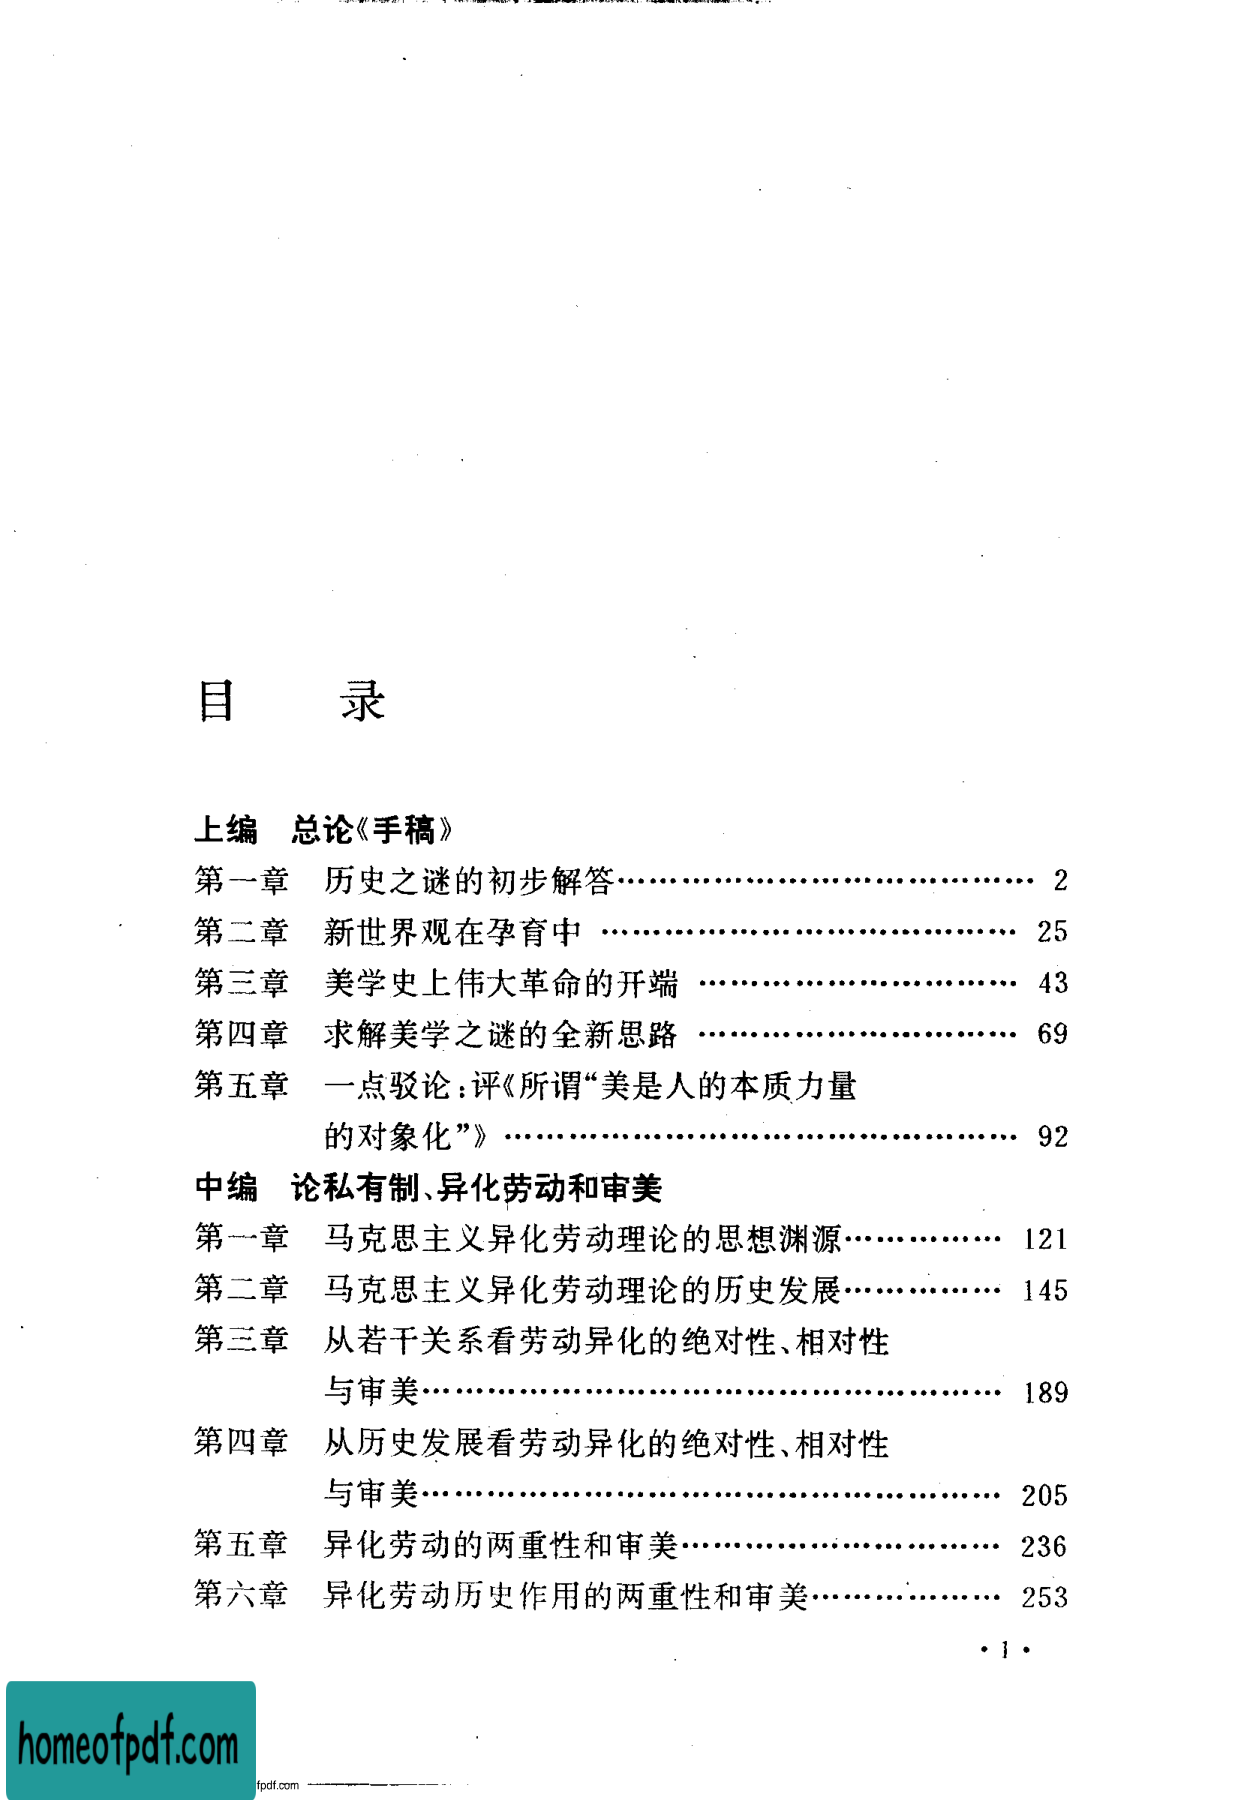 目 录
上编 总论《手稿》
第一章 历史之谜的初步解答…………………………………… 2
第二章 新世界观在孕育中 …………………………………… 25
第三章 美学史上伟大革命的开端 ………………………… 43
第四章 求解美学之谜的全新思路 ………………………… 69
第五章 一点驳论:评《所谓“美是人的本质力量
的对象化”》 ………………………………………… 92
中编 论私有制、异化劳动和审美
第一章 马克思主义异化劳动理论的思想渊源…………… 121
第二章 马克思主义异化劳动理论的历史发展…………… 145
第三章 从若干关系看劳动异化的绝对性、相对性
与审美……………………………………………… 189
第四章 从历史发展看劳动异化的绝对性、相对性
与审美……………………………………………… 205
第五章 异化劳动的两重性和审美………………………… 236
第六章 异化劳动历史作用的两重性和审美……………… 253
· 1 ·
homeofpdf.com
fpdf.com